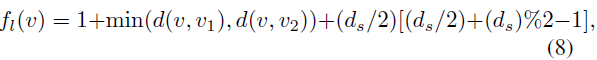 f_l(v) = 1+min(d(v, v_1), d(v, v_2))+(d_s/2)[(d_s/2)+(d_s)%2−1],
(8)